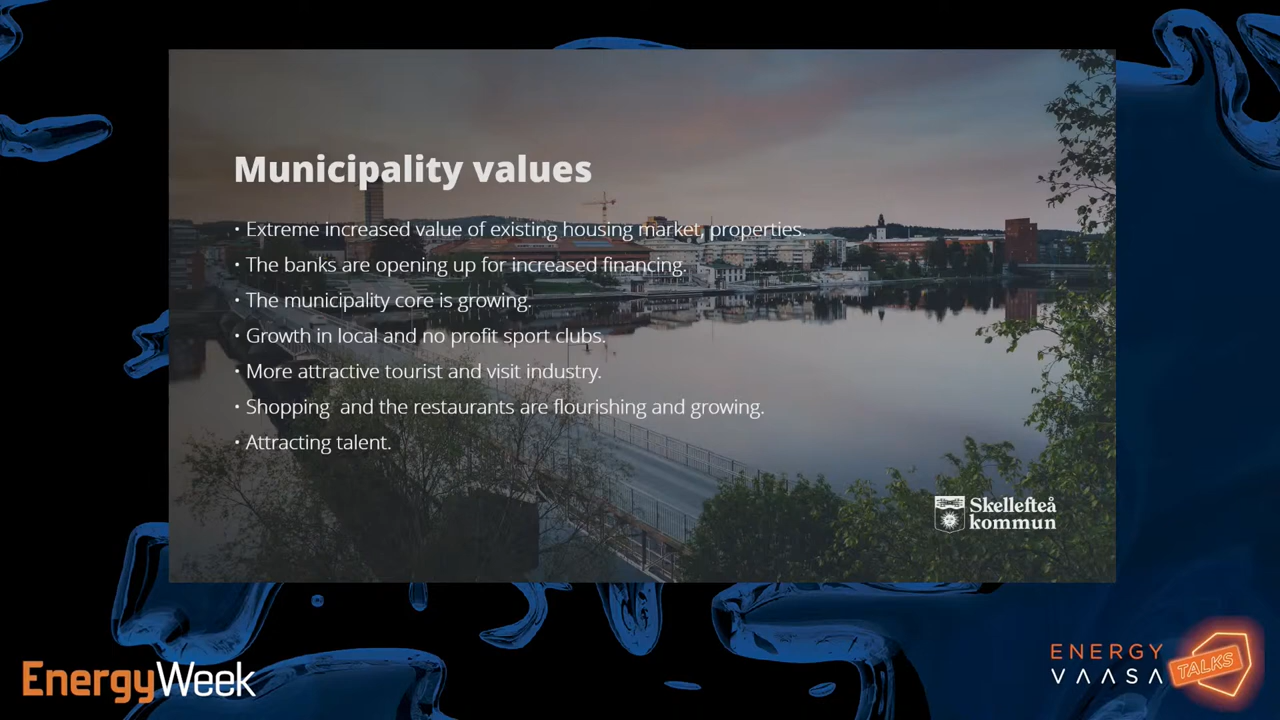 Municipality values
• Extreme increased value of existing housing market, properties.
• The banks are opening up for increased financing.
• The municipality core is growing.
• Growth in local and no profit sport clubs.
• More attractive tourist and visit industry.
• Shopping  and the restaurants are flourishing and growing.
• Attracting talent.
Skellefteå
kommun
EnergyWeek
ENERGY
VAASA
TALKS